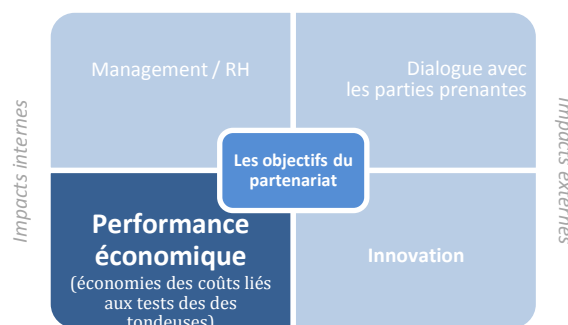 Management / RH
Dialogue avec
les parties prenantes
Impacts internes
Impacts externes
Les objectifs du
partenariat
Performance
économique
(économies des coûts liés
aux tests des des
tondeuses)
Innovation